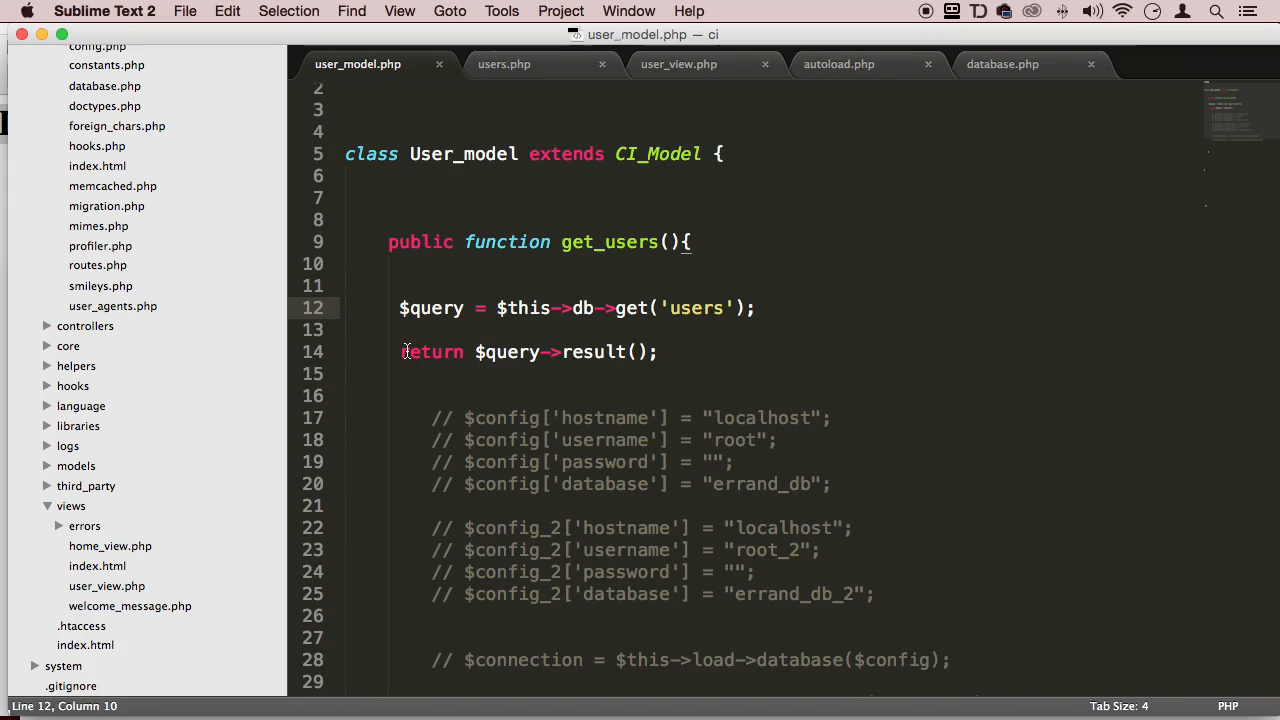 Sublime Text 2 File Edit Selection Find View Goto Tools Project Window Help
user_model.php — ci
user_model.php × users.php × user_view.php × autoload.php × database.php ×
config.php
constants.php
database.php
doctypes.php
foreign_chars.php
hooks.php
index.html
memcached.php
migration.php
mimes.php
profiler.php
routes.php
smileys.php
user_agents.php
controllers
core
helpers
hooks
language
libraries
logs
models
third_party
views
errors
home_view.php
index.html
user_view.php
welcome_message.php
.htaccess
index.html
system
.gitignore
2
3
4
5 class User_model extends CI_Model {
6
7
8
9 public function get_users(){
10
11
12 $query = $this->db->get('users');
13
14 return $query->result();
15
16
17 // $config['hostname'] = "localhost";
18 // $config['username'] = "root";
19 // $config['password'] = "";
20 // $config['database'] = "errand_db";
21
22 // $config_2['hostname'] = "localhost";
23 // $config_2['username'] = "root_2";
24 // $config_2['password'] = "";
25 // $config_2['database'] = "errand_db_2";
26
27
28 // $connection = $this->load->database($config);
29
Line 12, Column 10 Tab Size: 4 PHP